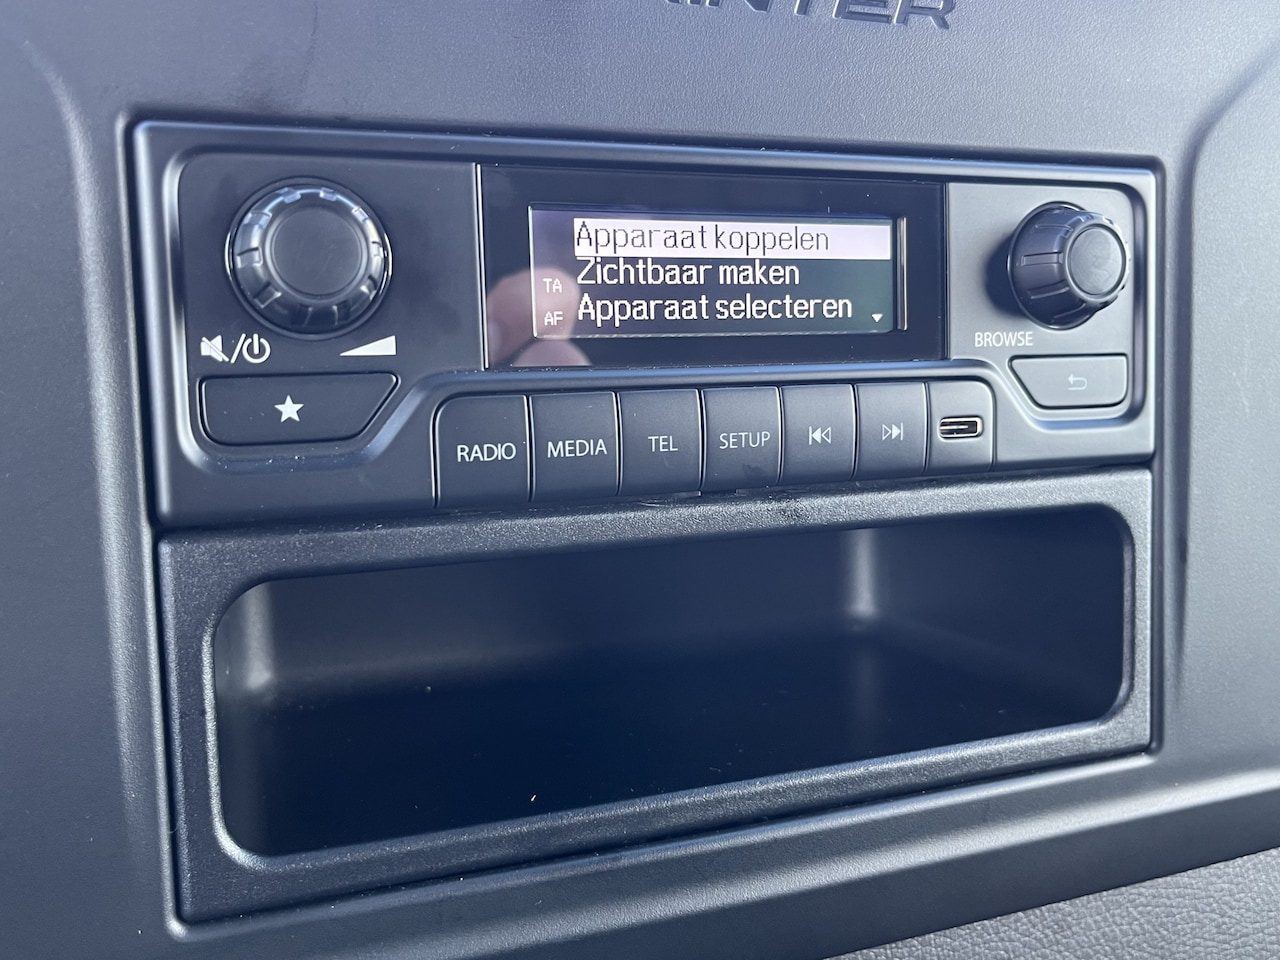 Apparaat koppelen
Zichtbaar maken
TA
Apparaat selecteren
AF
BROWSE
RADIO
MEDIA
TEL
SETUP